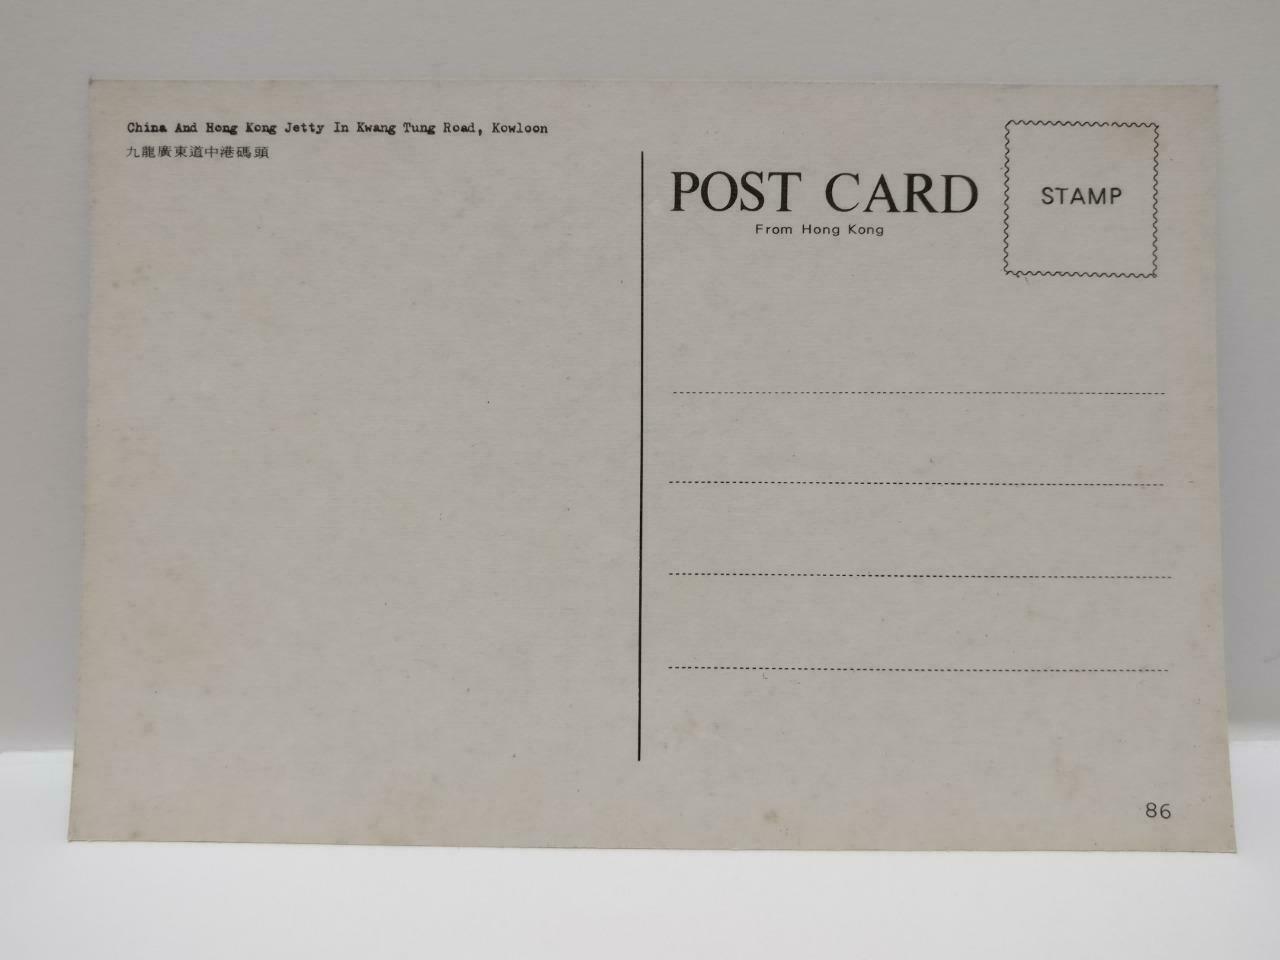 China And Hong Kong Jetty In Kwang Tung Road, Kowloon
九龍廣東道中港碼頭
POST CARD
From Hong Kong
STAMP
86